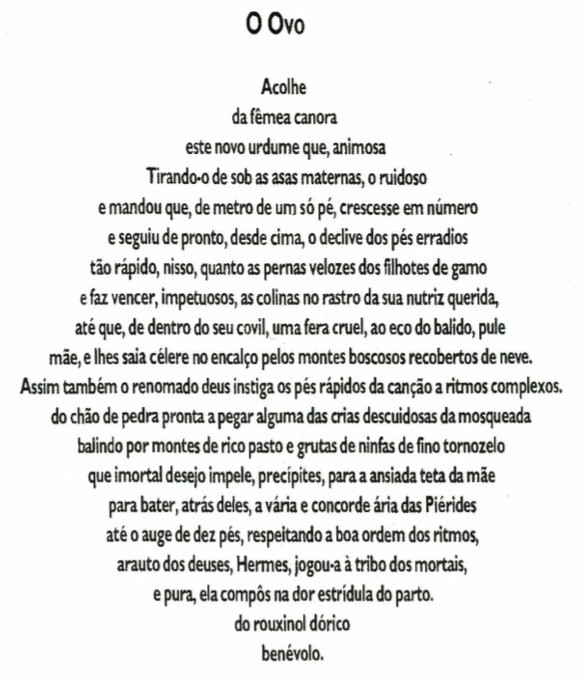 O Ovo
Acolhe
da fêmea canora
este novo urdume que, animosa
Tirando-o de sob as asas maternas, o ruidoso
e mandou que, de metro de um só pé, crescesse em número
e seguiu de pronto, desde cima, o declive dos pés erradios
tão rápido, nisso, quanto as pernas velozes dos filhotes de gamo
e faz vencer, impetuosos, as colinas no rastro da sua nutriz querida,
até que, de dentro do seu covil, uma fera cruel, ao eco do balido, pule
mãe, e lhes saia célere no encalço pelos montes boscosos recobertos de neve.
Assim também o renomado deus instiga os pés rápidos da canção a ritmos complexos.
do chão de pedra pronta a pegar alguma das crias descuidosas da mosqueada
balindo por montes de rico pasto e grutas de ninfas de fino tornozelo
que imortal desejo impele, precípites, para a ansiada teta da mãe
para bater, atrás deles, a vária e concorde ária das Piérides
até o auge de dez pés, respeitando a boa ordem dos ritmos,
arauto dos deuses, Hermes, jogou-a à tribo dos mortais,
e pura, ela compôs na dor estrídula do parto.
do rouxinol dórico
benévolo.